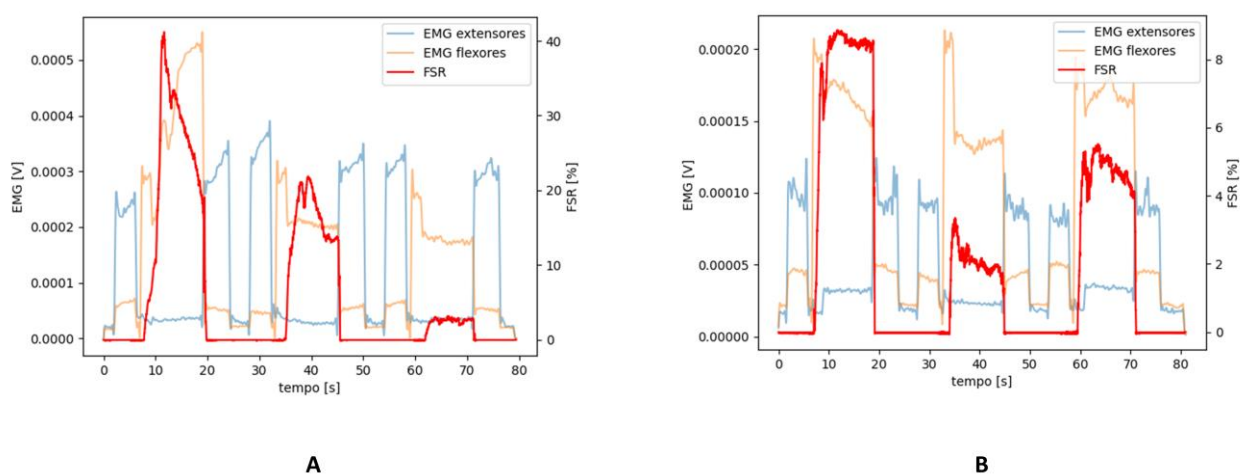 EMG extensores
EMG flexores
FSR
0.0005
0.0004
0.0003
0.0002
0.0001
0.0000
EMG [V]
40
30
20
10
0
FSR [%]
0 10 20 30 40 50 60 70 80
tempo [s]
A
EMG extensores
EMG flexores
FSR
0.00020
0.00015
0.00010
0.00005
0.00000
EMG [V]
8
6
4
2
0
FSR [%]
0 10 20 30 40 50 60 70 80
tempo [s]
B